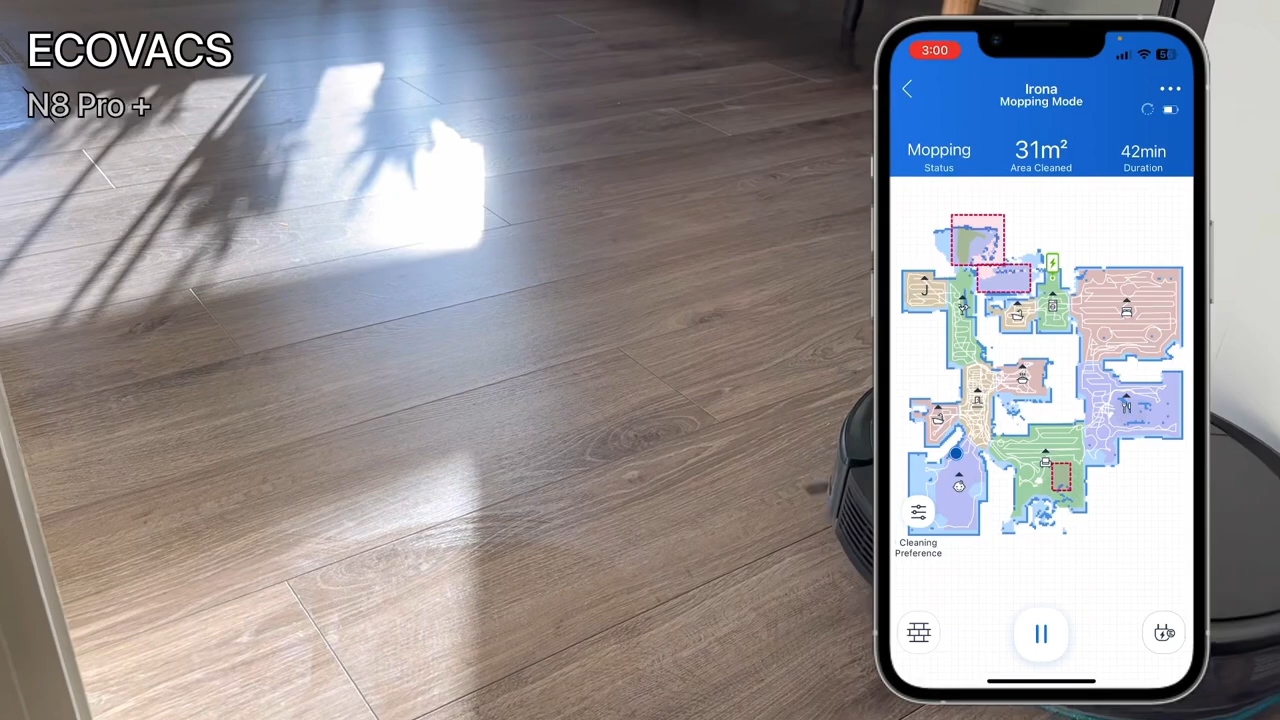 ECOVACS
N8 Pro +
3:00
Irona
Mopping Mode
Mopping
31m²
42min
Status
Area Cleaned
Duration
Cleaning
Preference